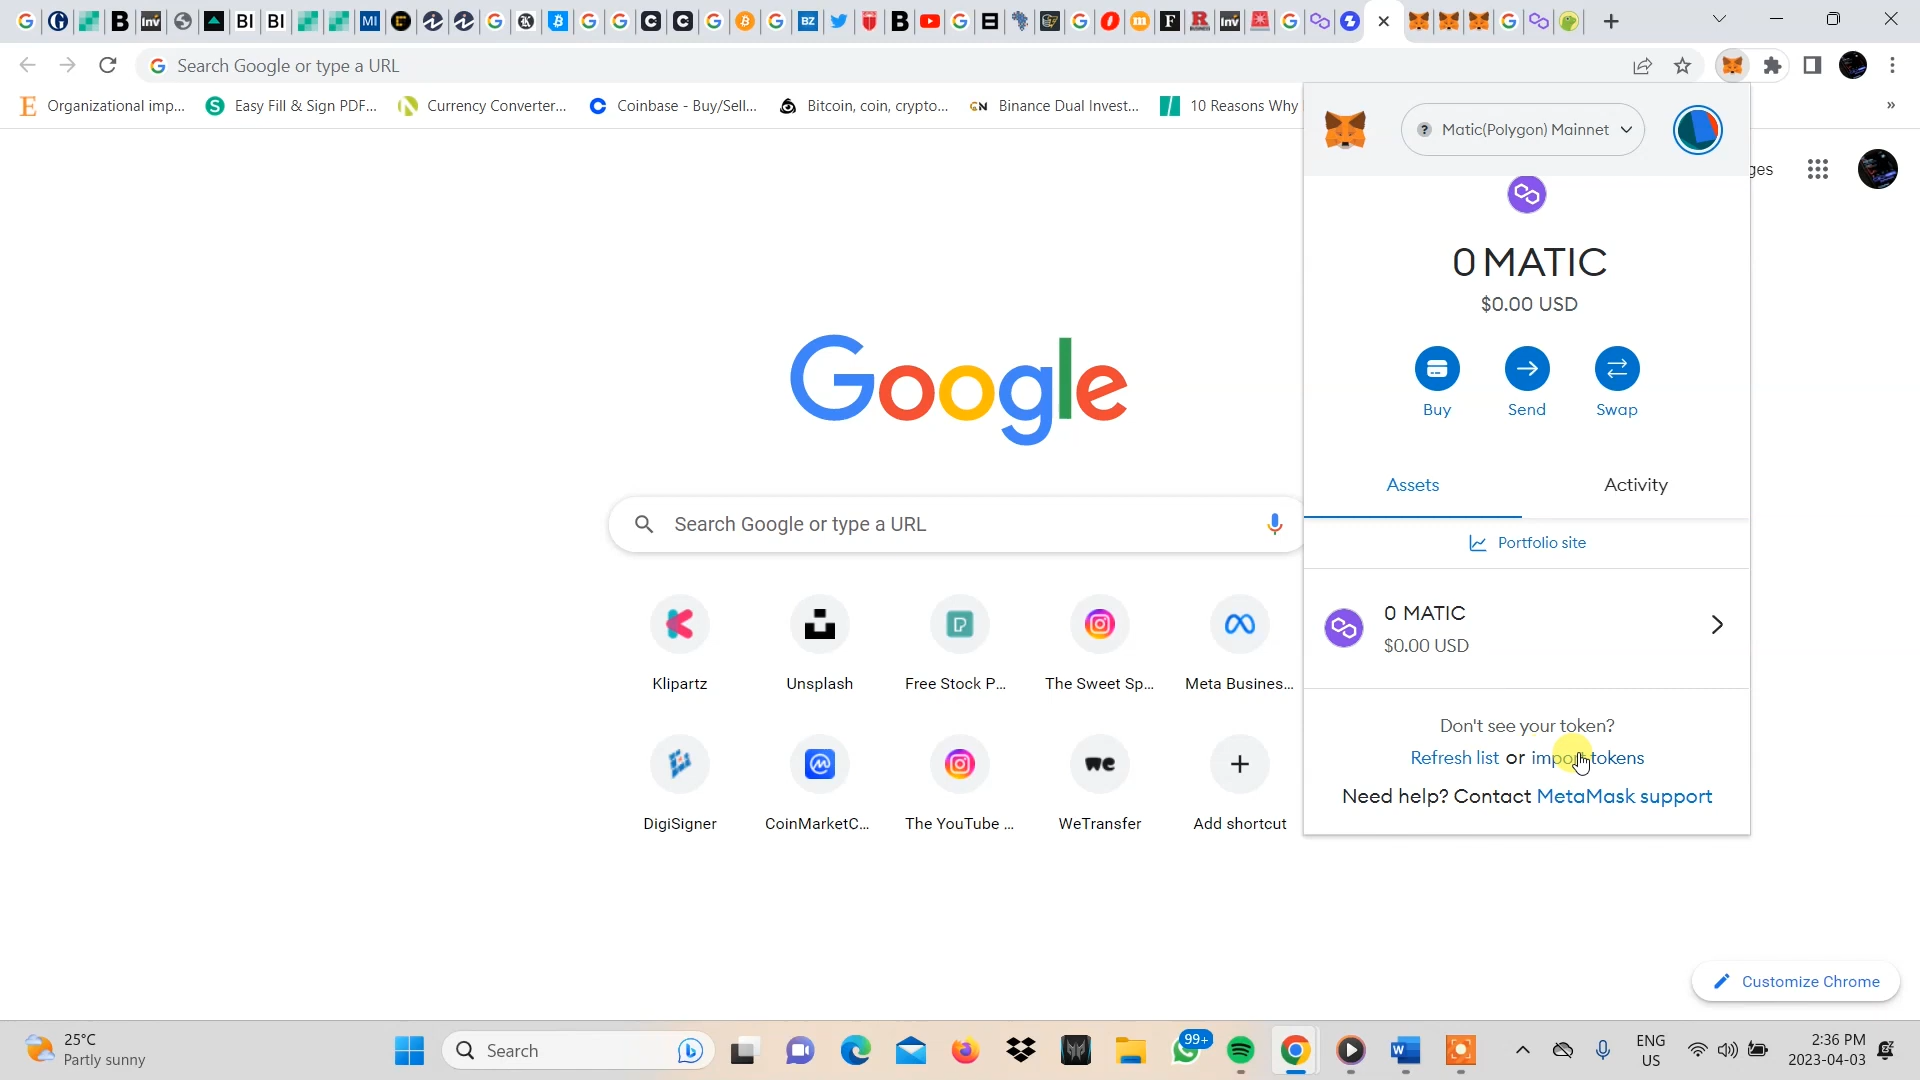 Search Google or type a URL
Organizational imp...
Easy Fill & Sign PDF...
Currency Converter...
Coinbase - Buy/Sell...
Bitcoin, coin, crypto...
Binance Dual Invest...
10 Reasons Why
»
Matic(Polygon) Mainnet
ges
0 MATIC
$0.00 USD
Buy
Send
Swap
Assets
Activity
Portfolio site
0 MATIC
$0.00 USD
Don't see your token?
Refresh list or import tokens
Need help? Contact MetaMask support
Google
Search Google or type a URL
Klipartz
Unsplash
Free Stock P...
The Sweet Sp...
Meta Busines...
DigiSigner
CoinMarketC...
The YouTube ...
WeTransfer
Add shortcut
Customize Chrome
25°C
Partly sunny
Search
99+
ENG
US
2:36 PM
2023-04-03